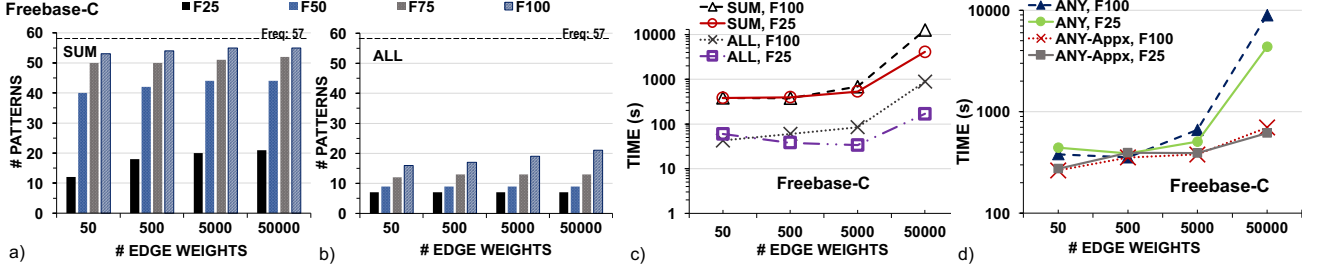 Freebase-C
F25 F50 F75 F100
60
50
40
30
20
10
0
# PATTERNS
SUM
Freq: 57
50 500 5000 50000
# EDGE WEIGHTS
a)
60
50
40
30
20
10
0
# PATTERNS
ALL
Freq: 57
50 500 5000 50000
# EDGE WEIGHTS
b)
SUM, F100
SUM, F25
ALL, F100
ALL, F25
10000
1000
100
10
1
TIME (s)
Freebase-C
50 500 5000 50000
# EDGE WEIGHTS
c)
ANY, F100
ANY, F25
ANY-Appx, F100
ANY-Appx, F25
10000
1000
100
TIME (s)
Freebase-C
50 500 5000 50000
# EDGE WEIGHTS
d)